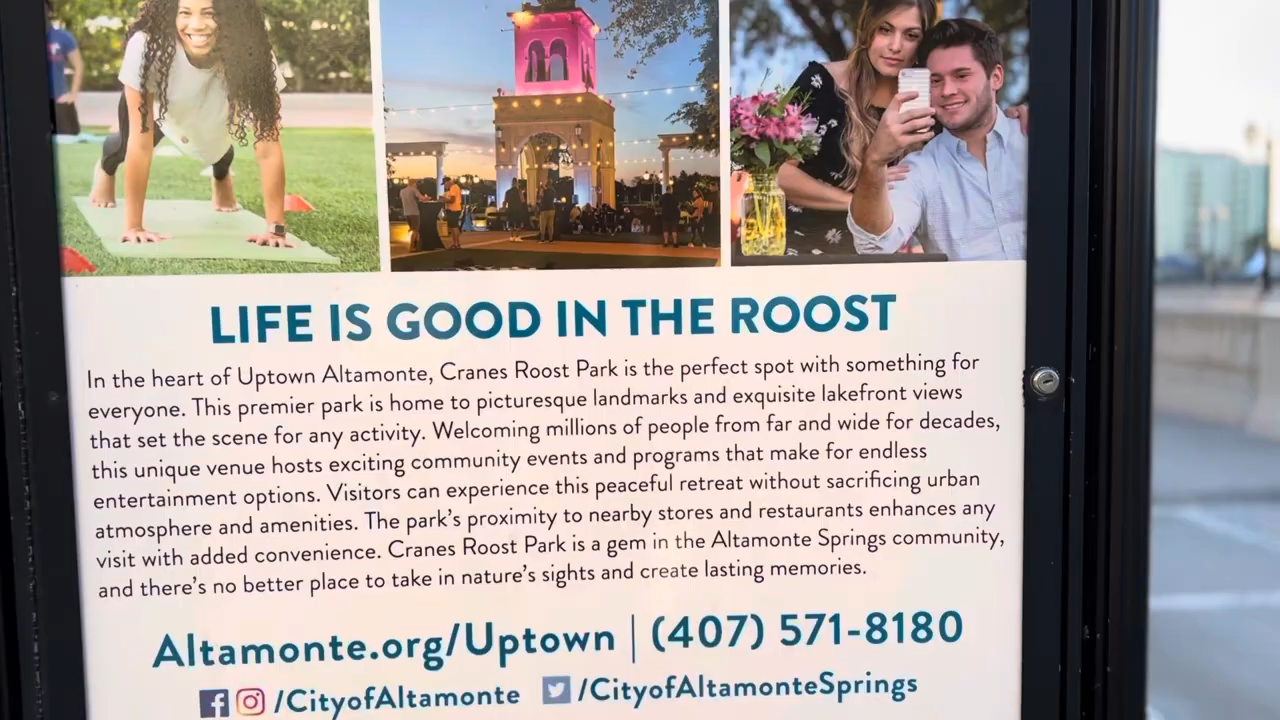 LIFE IS GOOD IN THE ROOST
In the heart of Uptown Altamonte, Cranes Roost Park is the perfect spot with something for
everyone. This premier park is home to picturesque landmarks and exquisite lakefront views
that set the scene for any activity. Welcoming millions of people from far and wide for decades,
this unique venue hosts exciting community events and programs that make for endless
entertainment options. Visitors can experience this peaceful retreat without sacrificing urban
atmosphere and amenities. The park's proximity to nearby stores and restaurants enhances any
visit with added convenience. Cranes Roost Park is a gem in the Altamonte Springs community,
and there's no better place to take in nature's sights and create lasting memories.
Altamonte.org/Uptown | (407) 571-8180
/CityofAltamonte /CityofAltamonteSprings